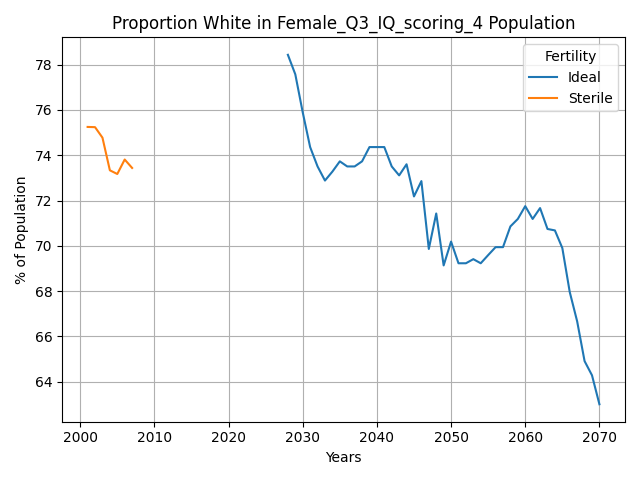 Proportion White in Female_Q3_IQ_scoring_4 Population
Fertility
Ideal
Sterile
% of Population
78
76
74
72
70
68
66
64
2000 2010 2020 2030 2040 2050 2060 2070
Years